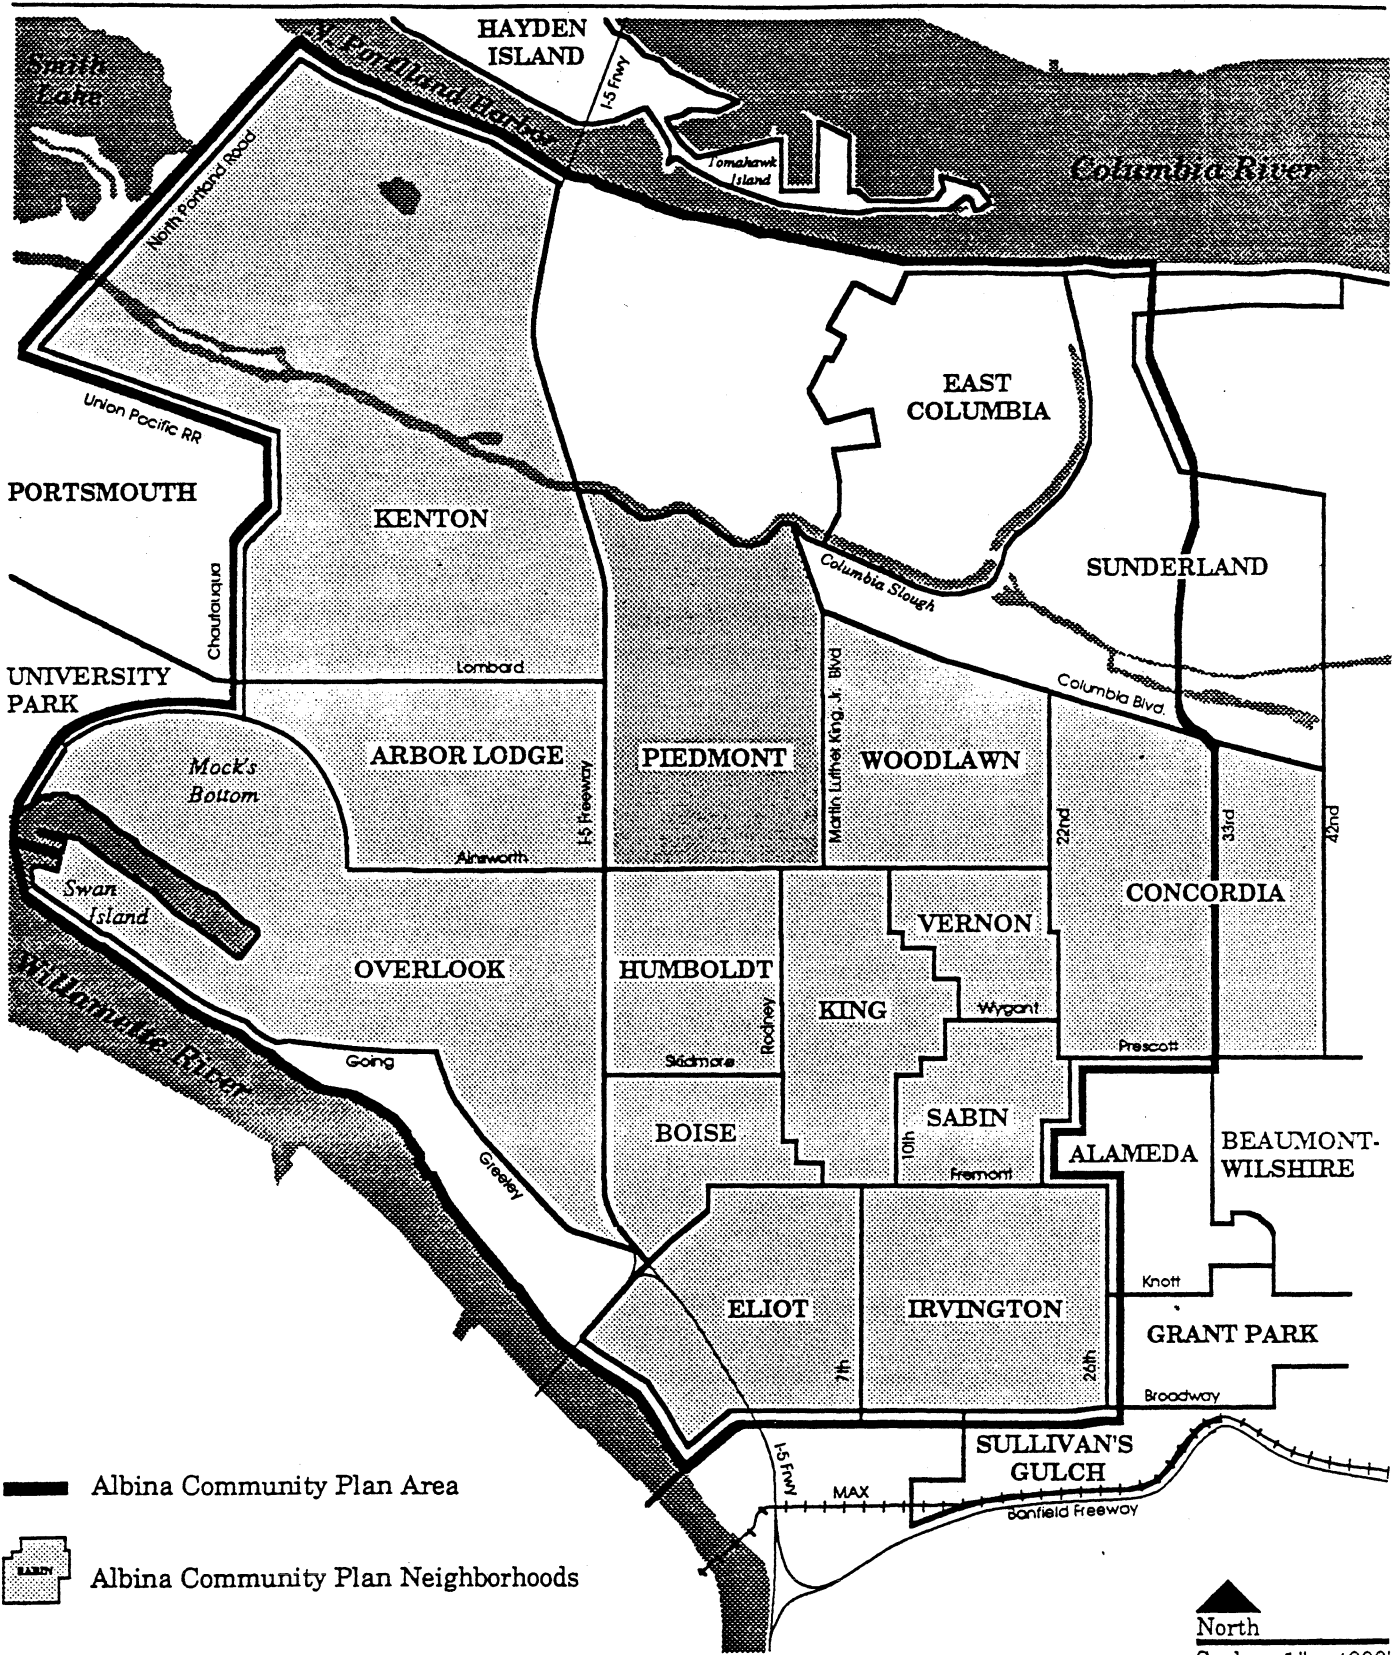 HAYDEN
ISLAND
N. Portland Harbor
I-5 Frwy
Smith
Lake
Tomahawk
Island
Columbia River
North Portland Road
EAST
COLUMBIA
Union Pacific RR
PORTSMOUTH
KENTON
Chautauqua
Columbia Slough
SUNDERLAND
Lombard
UNIVERSITY
PARK
Columbia Blvd.
Martin Luther King, Jr. Blvd
ARBOR LODGE
PIEDMONT
WOODLAWN
Mock's
Bottom
I-5 Freeway
22nd
33rd
42nd
Ainsworth
Swan
Island
CONCORDIA
VERNON
OVERLOOK
HUMBOLDT
KING
Wygant
Rodney
Willamette River
Going
Skidmore
Prescott
SABIN
BOISE
10th
Fremont
ALAMEDA
BEAUMONT-
WILSHIRE
Greeley
Knott
ELIOT
IRVINGTON
GRANT PARK
7th
26th
Broadway
SULLIVAN'S
GULCH
I-5 Frwy
MAX
Banfield Freeway
Albina Community Plan Area
SABIN
Albina Community Plan Neighborhoods
North